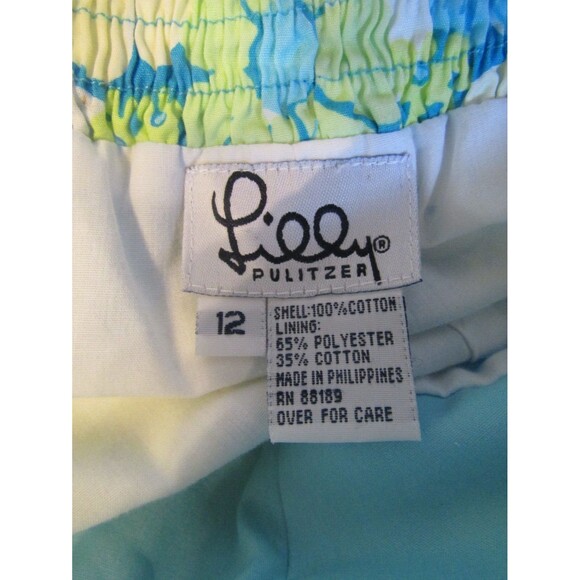 Lilly®
PULITZER
12
SHELL:100%COTTON
LINING:
65% POLYESTER
35% COTTON
MADE IN PHILIPPINES
RN 88189
OVER FOR CARE